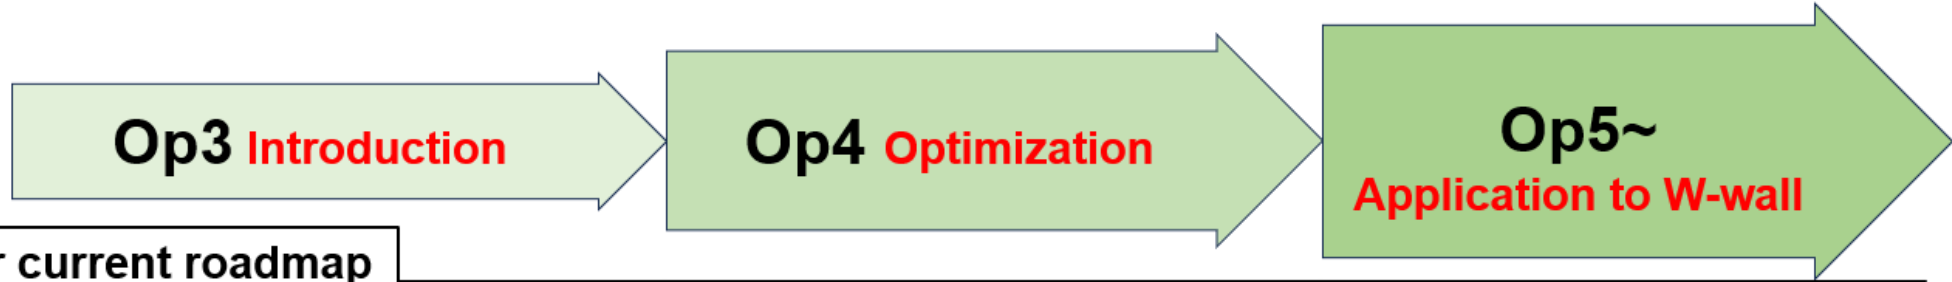 Op3 Introduction
Op4 Optimization
Op5~
Application to W-wall
current roadmap